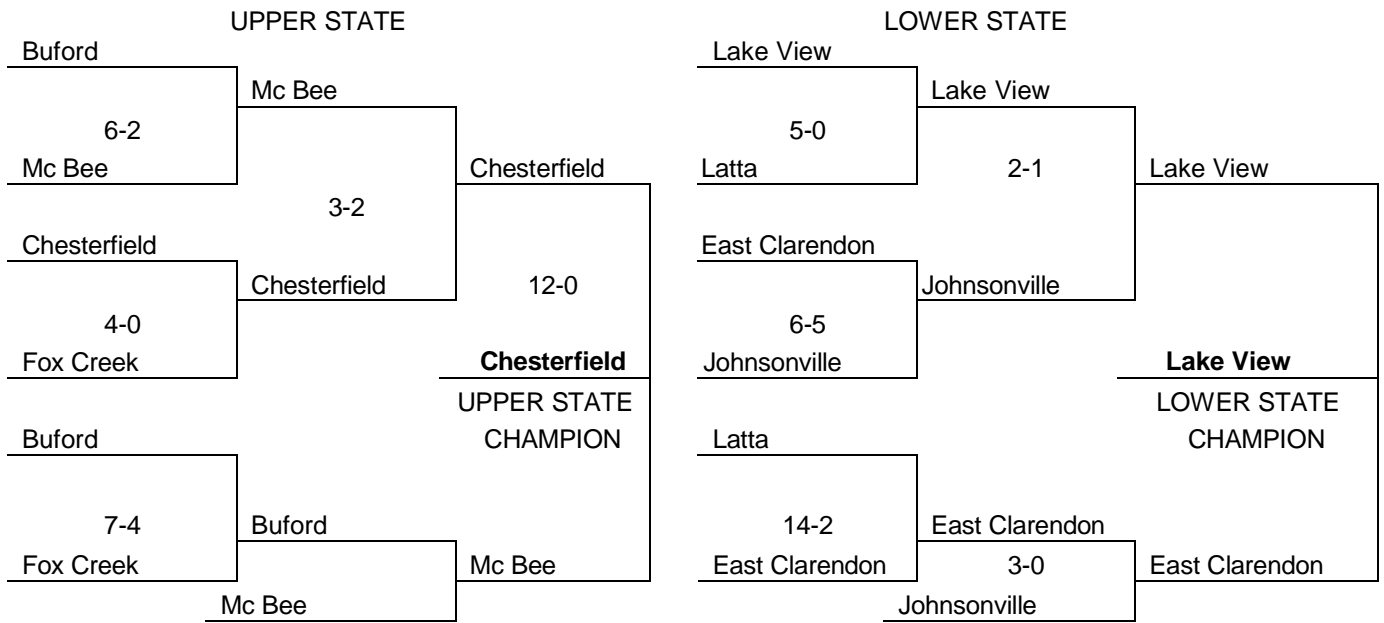 UPPER STATE
Buford
Mc Bee
6-2
Mc Bee
Chesterfield
3-2
Chesterfield
Chesterfield
12-0
4-0
Fox Creek
Chesterfield
UPPER STATE
CHAMPION
Buford
7-4
Buford
Fox Creek
Mc Bee
Mc Bee
LOWER STATE
Lake View
Lake View
5-0
Latta
2-1
Lake View
East Clarendon
Johnsonville
6-5
Johnsonville
Lake View
LOWER STATE
CHAMPION
Latta
14-2
East Clarendon
East Clarendon
3-0
East Clarendon
Johnsonville